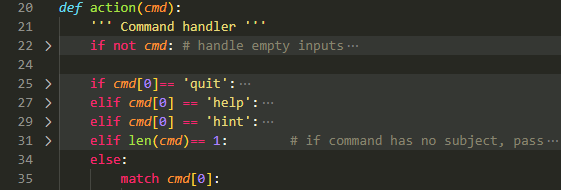 20 def action(cmd):
21 ''' Command handler '''
22 > if not cmd: # handle empty inputs…
24
25 > if cmd[0]== 'quit':…
27 > elif cmd[0] == 'help':…
29 > elif cmd[0] == 'hint':…
31 > elif len(cmd)== 1: # if command has no subject, pass…
34 else:
35 match cmd[0]: